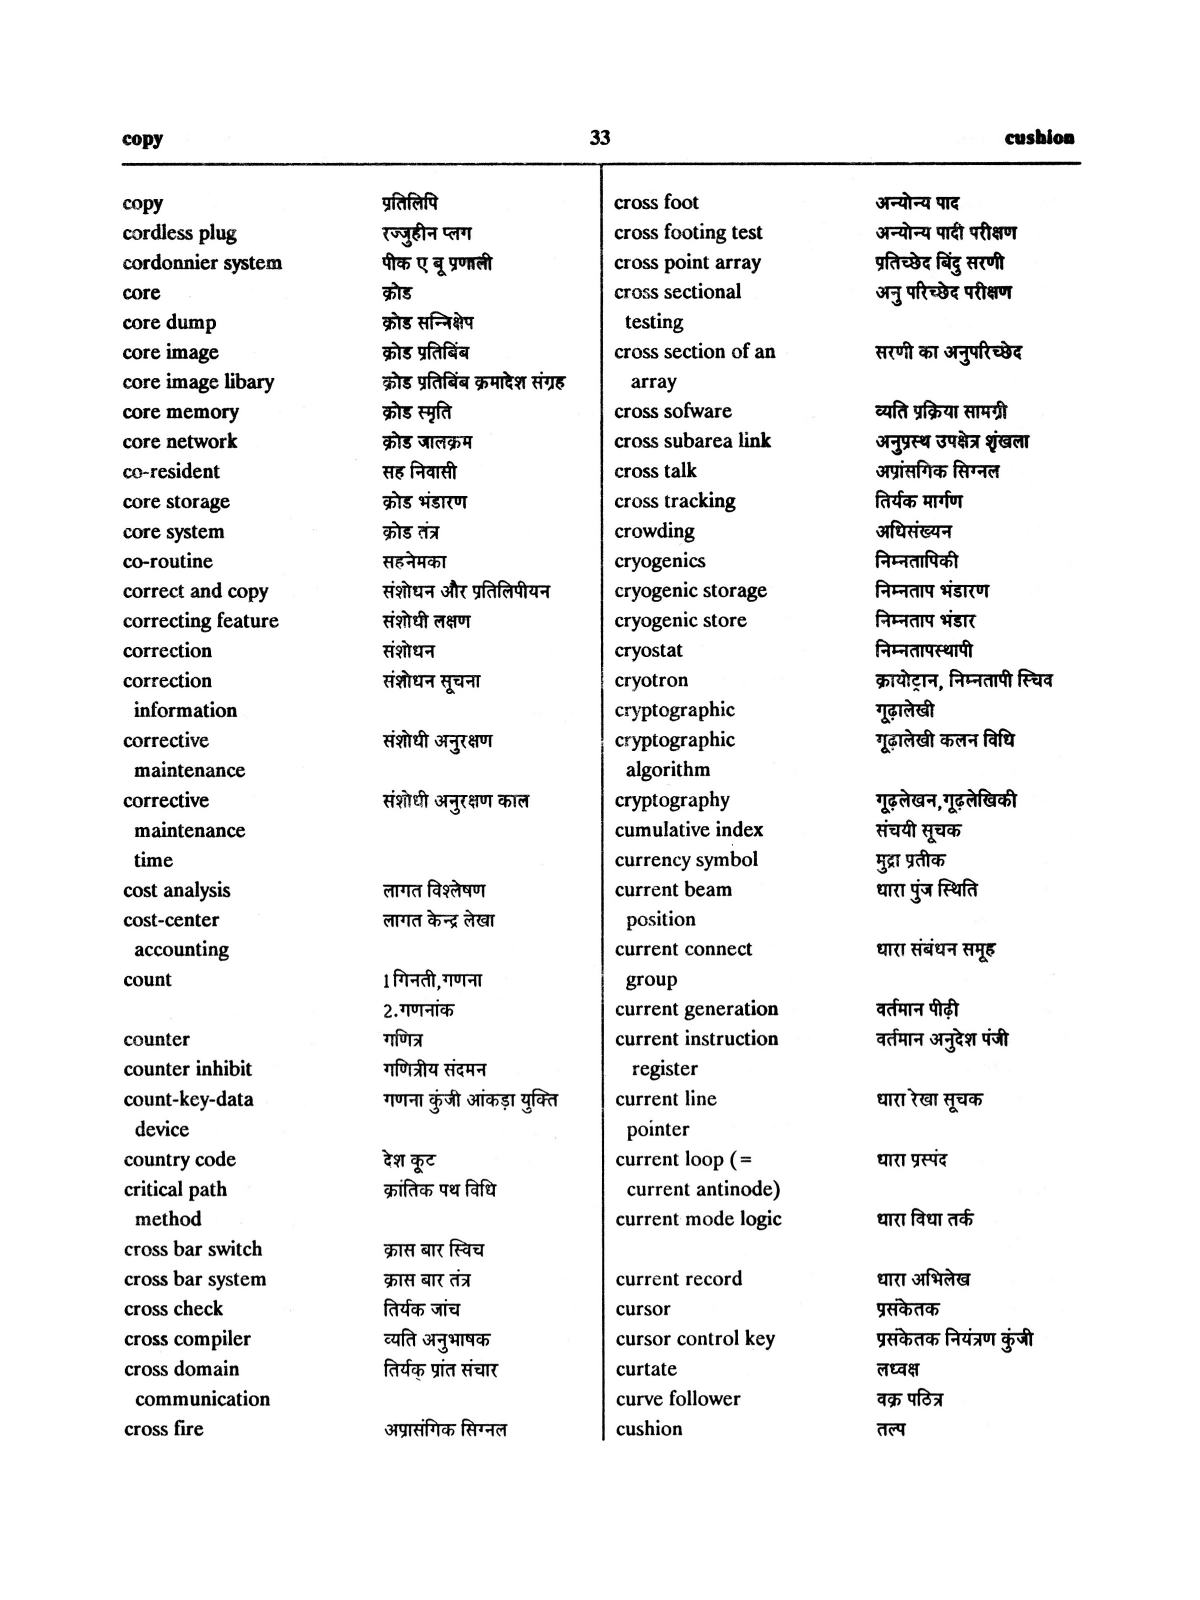 copy 33 cushion
copy प्रतिलिपि
cordless plug रज्जुहीन प्लग
cordonnier system पीक ए बू प्रणाली
core क्रोड
core dump क्रोड सन्निक्षेप
core image क्रोड प्रतिबिंब
core image libary क्रोड प्रतिबिंब क्रमादेश संग्रह
core memory क्रोड स्मृति
core network क्रोड जालक्रम
co-resident सह निवासी
core storage क्रोड भंडारण
core system क्रोड तंत्र
co-routine सहनेमका
correct and copy संशोधन और प्रतिलिपीयन
correcting feature संशोधी लक्षण
correction संशोधन
correction संशोधन सूचना
information
corrective संशोधी अनुरक्षण
maintenance
corrective संशोधी अनुरक्षण काल
maintenance
time
cost analysis लागत विश्लेषण
cost-center लागत केन्द्र लेखा
accounting
count 1 गिनती,गणना
2.गणनांक
counter गणित्र
counter inhibit गणित्रीय संदमन
count-key-data गणना कुंजी आंकड़ा युक्ति
device
country code देश कूट
critical path क्रांतिक पथ विधि
method
cross bar switch क्रास बार स्विच
cross bar system क्रास बार तंत्र
cross check तिर्यक जांच
cross compiler व्यति अनुभाषक
cross domain तिर्यक् प्रांत संचार
communication
cross fire अप्रासंगिक सिग्नल
cross foot अन्योन्य पाद
cross footing test अन्योन्य पादी परीक्षण
cross point array प्रतिच्छेद बिंदु सरणी
cross sectional अनु परिच्छेद परीक्षण
testing
cross section of an सरणी का अनुपरिच्छेद
array
cross sofware व्यति प्रक्रिया सामग्री
cross subarea link अनुप्रस्थ उपक्षेत्र शृंखला
cross talk अप्रांसगिक सिग्नल
cross tracking तिर्यक मार्गण
crowding अधिसंख्यन
cryogenics निम्नतापिकी
cryogenic storage निम्नताप भंडारण
cryogenic store निम्नताप भंडार
cryostat निम्नतापस्थापी
cryotron क्रायोट्रान, निम्नतापी स्चिव
cryptographic गूढ़ालेखी
cryptographic गूढ़ालेखी कलन विधि
algorithm
cryptography गूढ़लेखन,गूढ़लेखिकी
cumulative index संचयी सूचक
currency symbol मुद्रा प्रतीक
current beam धारा पुंज स्थिति
position
current connect धारा संबंधन समूह
group
current generation वर्तमान पीढ़ी
current instruction वर्तमान अनुदेश पंजी
register
current line धारा रेखा सूचक
pointer
current loop (= धारा प्रस्पंद
current antinode)
current mode logic धारा विधा तर्क
current record धारा अभिलेख
cursor प्रसंकेतक
cursor control key प्रसंकेतक नियंत्रण कुंजी
curtate लध्वक्ष
curve follower वक्र पठित्र
cushion तल्प